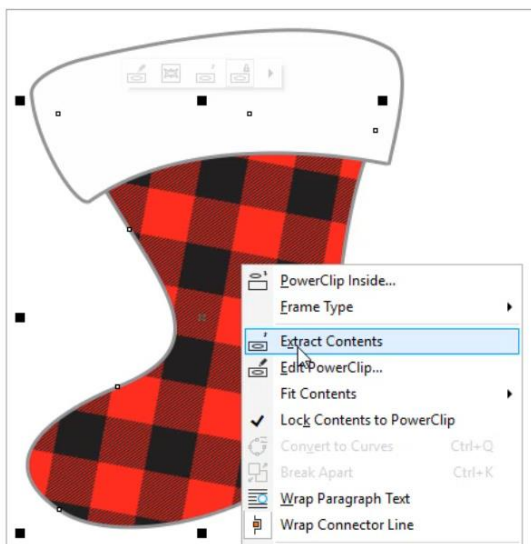 PowerClip Inside...
Frame Type
Extract Contents
Edit PowerClip...
Fit Contents
Lock Contents to PowerClip
Convert to Curves Ctrl+Q
Break Apart Ctrl+K
Wrap Paragraph Text
Wrap Connector Line